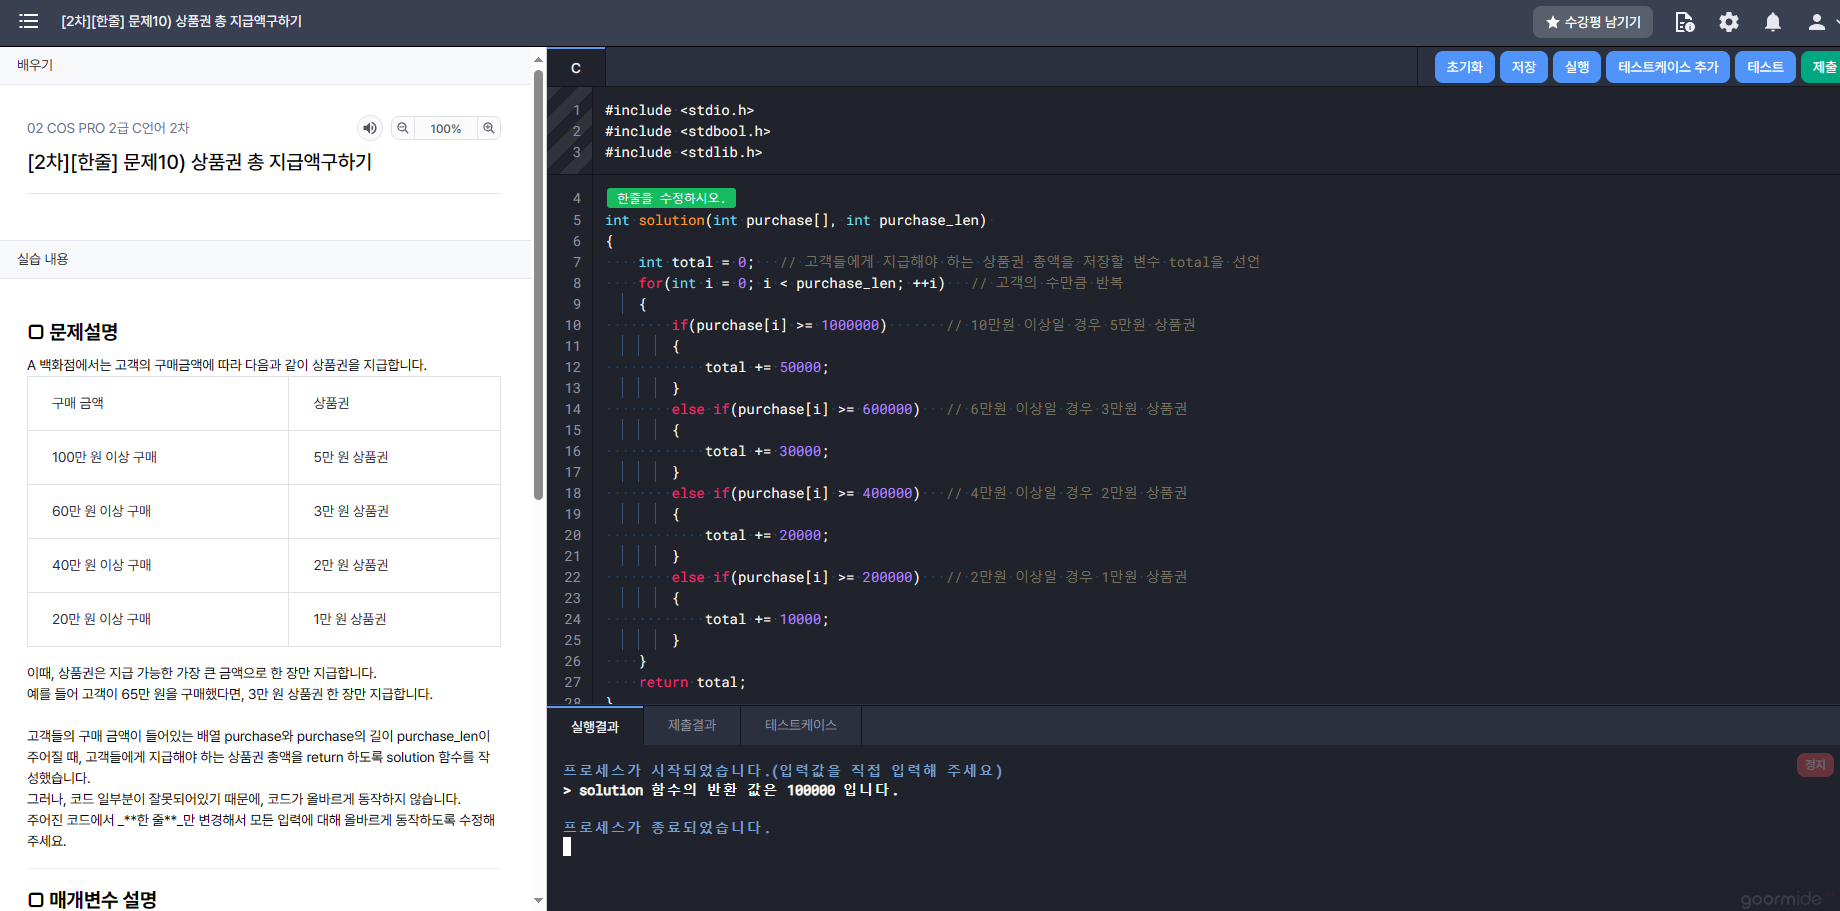 [2차][한줄] 문제10) 상품권 총 지급액구하기
★ 수강평 남기기
배우기
02 COS PRO 2급 C언어 2차
100%
[2차][한줄] 문제10) 상품권 총 지급액구하기
실습 내용
문제설명
A 백화점에서는 고객의 구매금액에 따라 다음과 같이 상품권을 지급합니다.
구매 금액 상품권
100만 원 이상 구매 5만 원 상품권
60만 원 이상 구매 3만 원 상품권
40만 원 이상 구매 2만 원 상품권
20만 원 이상 구매 1만 원 상품권
이때, 상품권은 지급 가능한 가장 큰 금액으로 한 장만 지급합니다.
예를 들어 고객이 65만 원을 구매했다면, 3만 원 상품권 한 장만 지급합니다.
고객들의 구매 금액이 들어있는 배열 purchase와 purchase의 길이 purchase_len이
주어질 때, 고객들에게 지급해야 하는 상품권 총액을 return 하도록 solution 함수를 작
성했습니다.
그러나, 코드 일부분이 잘못되어있기 때문에, 코드가 올바르게 동작하지 않습니다.
주어진 코드에서 _**한 줄**_만 변경해서 모든 입력에 대해 올바르게 동작하도록 수정해
주세요.
매개변수 설명
C
초기화 저장 실행 테스트케이스 추가 테스트 제출
1 #include <stdio.h>
2 #include <stdbool.h>
3 #include <stdlib.h>
4 한줄을 수정하시오.
5 int solution(int purchase[], int purchase_len)
6 {
7 int total = 0; // 고객들에게 지급해야 하는 상품권 총액을 저장할 변수 total을 선언
8 for(int i = 0; i < purchase_len; ++i) // 고객의 수만큼 반복
9 {
10 if(purchase[i] >= 1000000) // 10만원 이상일 경우 5만원 상품권
11 {
12 total += 50000;
13 }
14 else if(purchase[i] >= 600000) // 6만원 이상일 경우 3만원 상품권
15 {
16 total += 30000;
17 }
18 else if(purchase[i] >= 400000) // 4만원 이상일 경우 2만원 상품권
19 {
20 total += 20000;
21 }
22 else if(purchase[i] >= 200000) // 2만원 이상일 경우 1만원 상품권
23 {
24 total += 10000;
25 }
26 }
27 return total;
28 }
실행결과 제출결과 테스트케이스
프로세스가 시작되었습니다.(입력값을 직접 입력해 주세요)
정지
> solution 함수의 반환 값은 100000 입니다.
프로세스가 종료되었습니다.
goormide